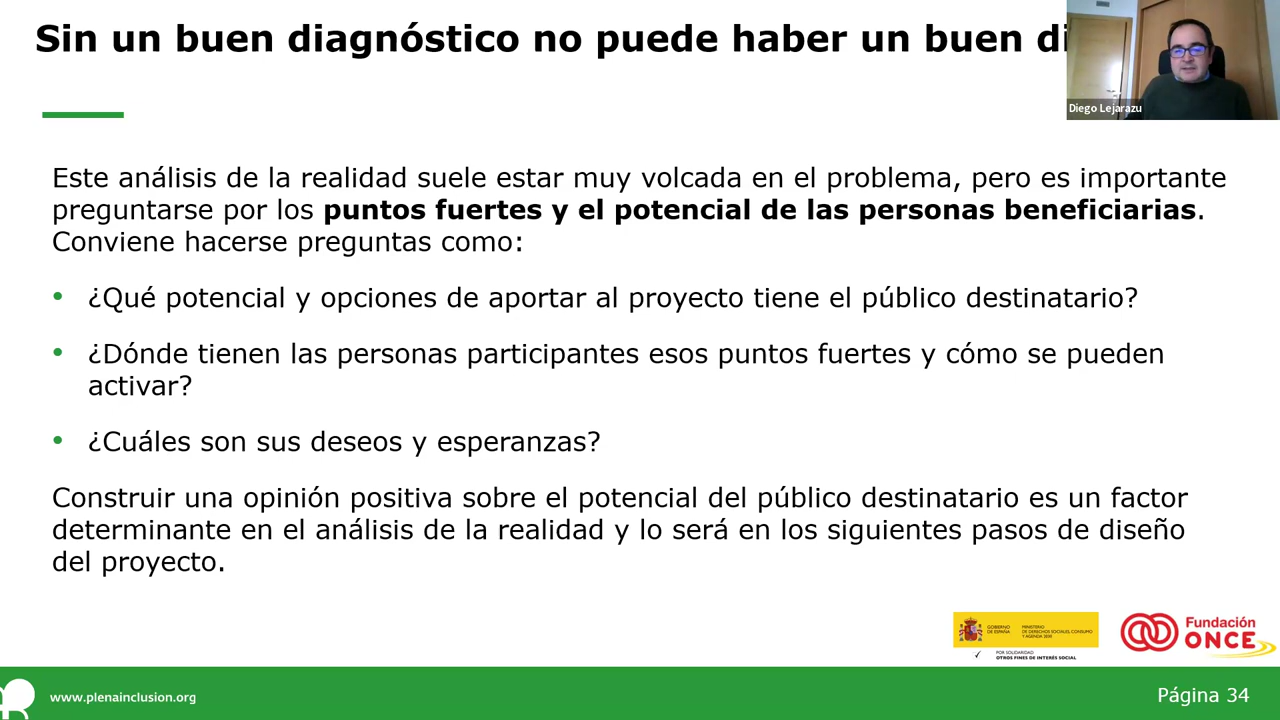 Sin un buen diagnóstico no puede haber un buen di
Diego Lejarazu
Este análisis de la realidad suele estar muy volcada en el problema, pero es importante
preguntarse por los puntos fuertes y el potencial de las personas beneficiarias.
Conviene hacerse preguntas como:
• ¿Qué potencial y opciones de aportar al proyecto tiene el público destinatario?
• ¿Dónde tienen las personas participantes esos puntos fuertes y cómo se pueden
activar?
• ¿Cuáles son sus deseos y esperanzas?
Construir una opinión positiva sobre el potencial del público destinatario es un factor
determinante en el análisis de la realidad y lo será en los siguientes pasos de diseño
del proyecto.
GOBIERNO
DE ESPAÑA
MINISTERIO
DE DERECHOS SOCIALES, CONSUMO
Y AGENDA 2030
POR SOLIDARIDAD
OTROS FINES DE INTERÉS SOCIAL
Fundación
ONCE
www.plenainclusion.org
Página 34